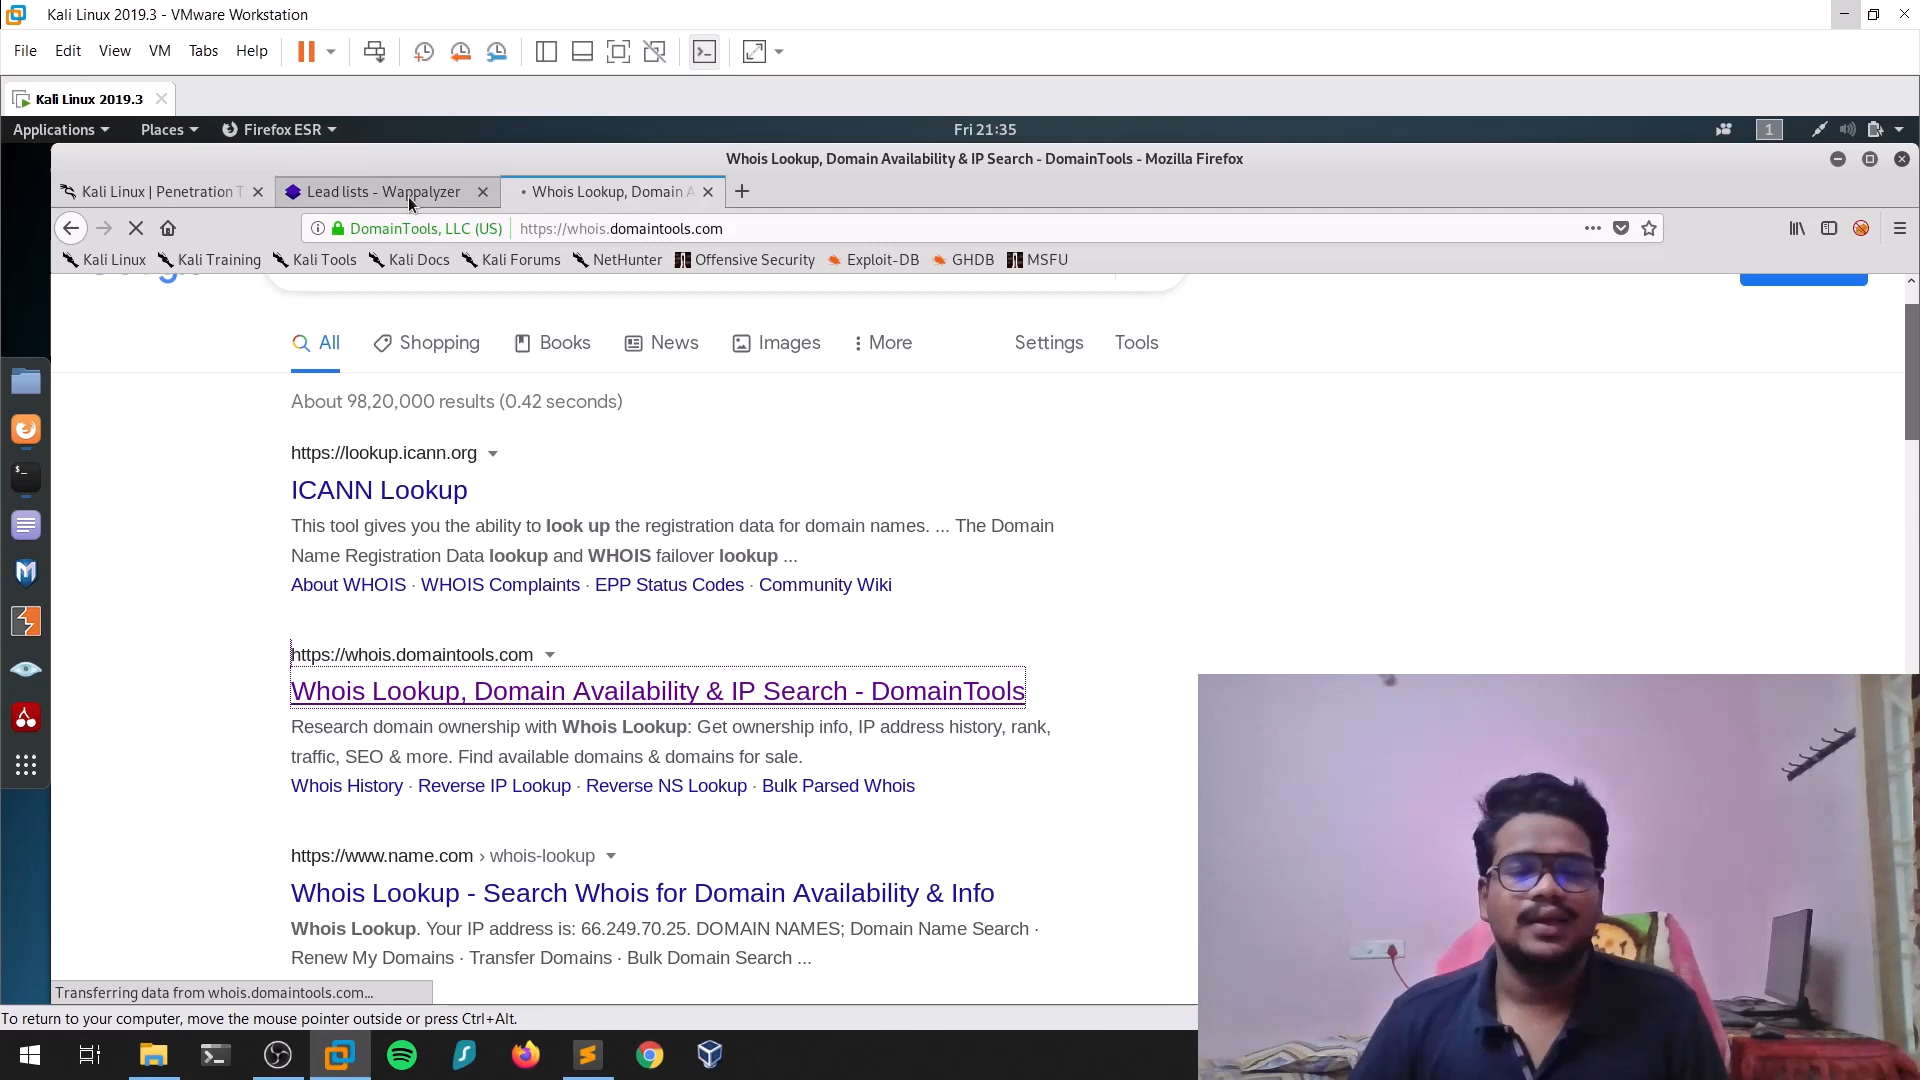 Kali Linux 2019.3 - VMware Workstation
File Edit View VM Tabs Help
Kali Linux 2019.3
Applications Places Firefox ESR Fri 21:35 1
Whois Lookup, Domain Availability & IP Search - DomainTools - Mozilla Firefox
Kali Linux | Penetration T Lead lists - Wappalyzer Whois Lookup, Domain A
DomainTools, LLC (US) https://whois.domaintools.com
Kali Linux Kali Training Kali Tools Kali Docs Kali Forums NetHunter Offensive Security Exploit-DB GHDB MSFU
All Shopping Books News Images More Settings Tools
About 98,20,000 results (0.42 seconds)
https://lookup.icann.org
ICANN Lookup
This tool gives you the ability to look up the registration data for domain names. ... The Domain
Name Registration Data lookup and WHOIS failover lookup ...
About WHOIS · WHOIS Complaints · EPP Status Codes · Community Wiki
https://whois.domaintools.com
Whois Lookup, Domain Availability & IP Search - DomainTools
Research domain ownership with Whois Lookup: Get ownership info, IP address history, rank,
traffic, SEO & more. Find available domains & domains for sale.
Whois History · Reverse IP Lookup · Reverse NS Lookup · Bulk Parsed Whois
https://www.name.com › whois-lookup
Whois Lookup - Search Whois for Domain Availability & Info
Whois Lookup. Your IP address is: 66.249.70.25. DOMAIN NAMES; Domain Name Search ·
Renew My Domains · Transfer Domains · Bulk Domain Search ...
Transferring data from whois.domaintools.com...
To return to your computer, move the mouse pointer outside or press Ctrl+Alt.